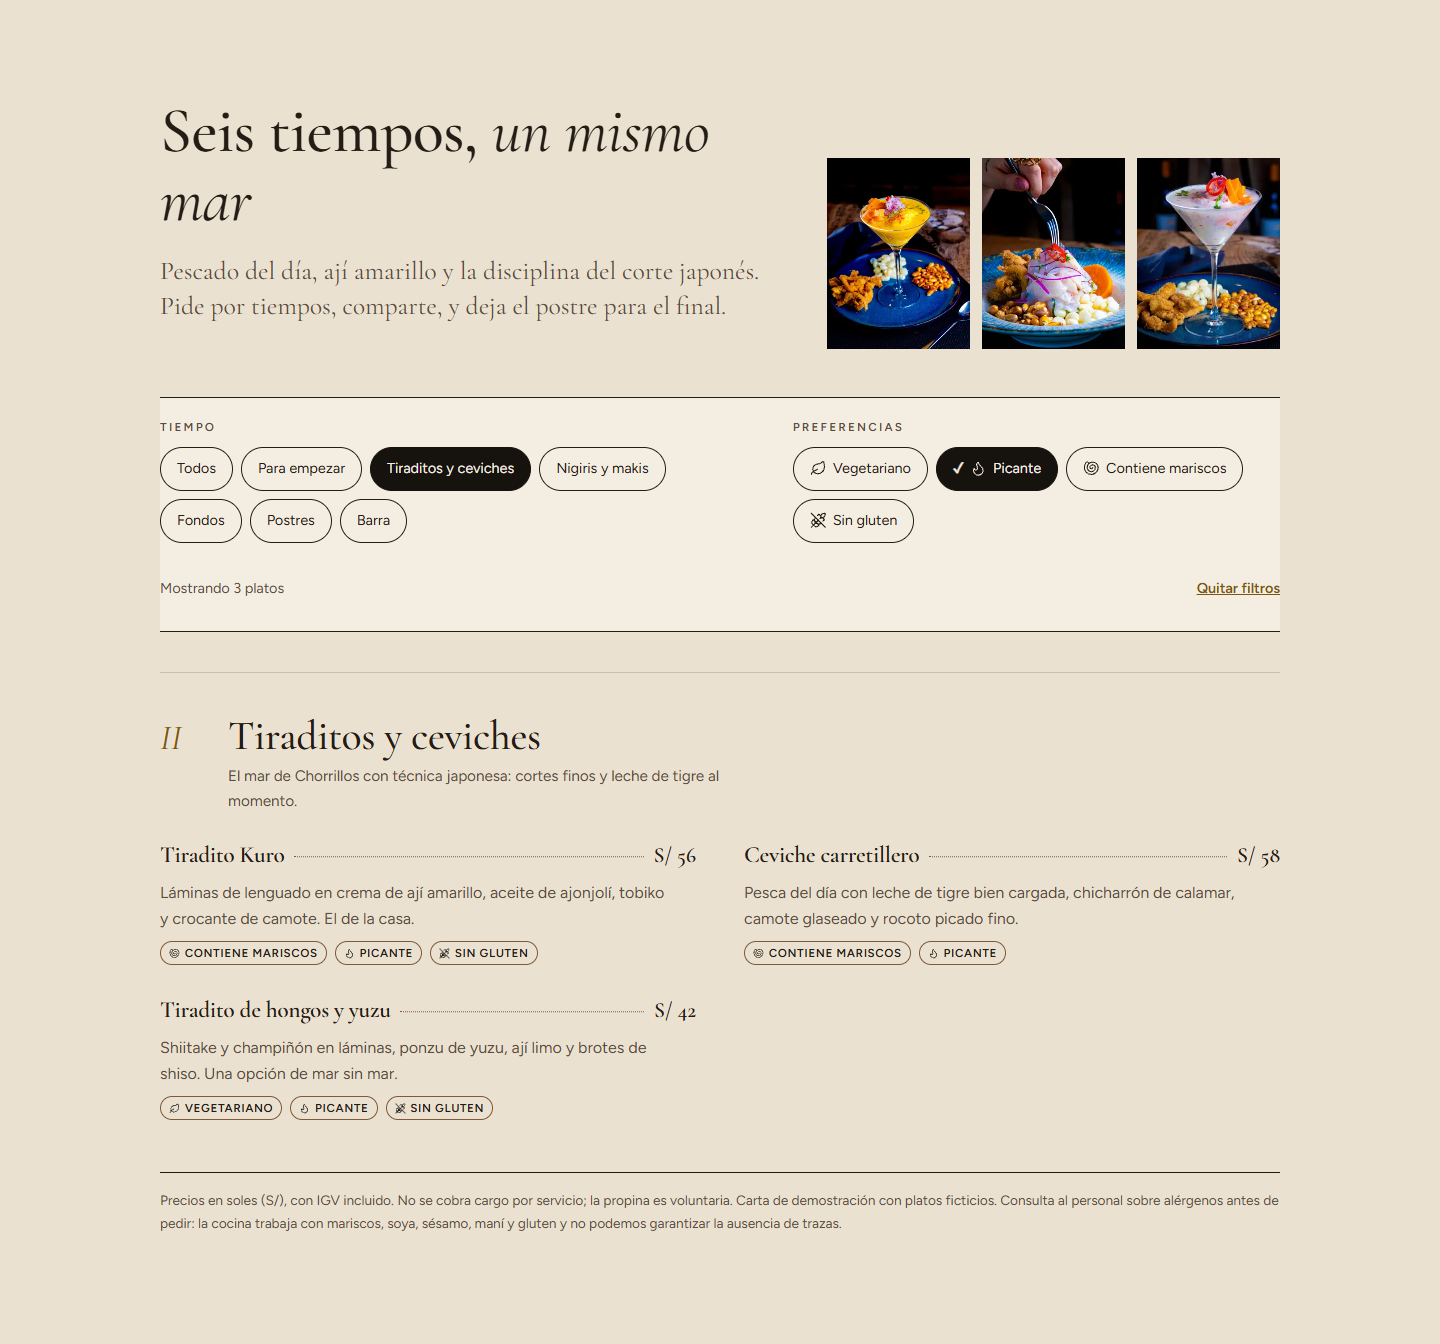 Seis tiempos, un mismo
mar
Pescado del día, ají amarillo y la disciplina del corte japonés.
Pide por tiempos, comparte, y deja el postre para el final.
TIEMPO
Todos
Para empezar
Tiraditos y ceviches
Nigiris y makis
Fondos
Postres
Barra
PREFERENCIAS
Vegetariano
✓ Picante
Contiene mariscos
Sin gluten
Mostrando 3 platos
Quitar filtros
II
Tiraditos y ceviches
El mar de Chorrillos con técnica japonesa: cortes finos y leche de tigre al
momento.
Tiradito Kuro S/ 56
Láminas de lenguado en crema de ají amarillo, aceite de ajonjolí, tobiko
y crocante de camote. El de la casa.
CONTIENE MARISCOS PICANTE SIN GLUTEN
Ceviche carretillero S/ 58
Pesca del día con leche de tigre bien cargada, chicharrón de calamar,
camote glaseado y rocoto picado fino.
CONTIENE MARISCOS PICANTE
Tiradito de hongos y yuzu S/ 42
Shiitake y champiñón en láminas, ponzu de yuzu, ají limo y brotes de
shiso. Una opción de mar sin mar.
VEGETARIANO PICANTE SIN GLUTEN
Precios en soles (S/), con IGV incluido. No se cobra cargo por servicio; la propina es voluntaria. Carta de demostración con platos ficticios. Consulta al personal sobre alérgenos antes de
pedir: la cocina trabaja con mariscos, soya, sésamo, maní y gluten y no podemos garantizar la ausencia de trazas.